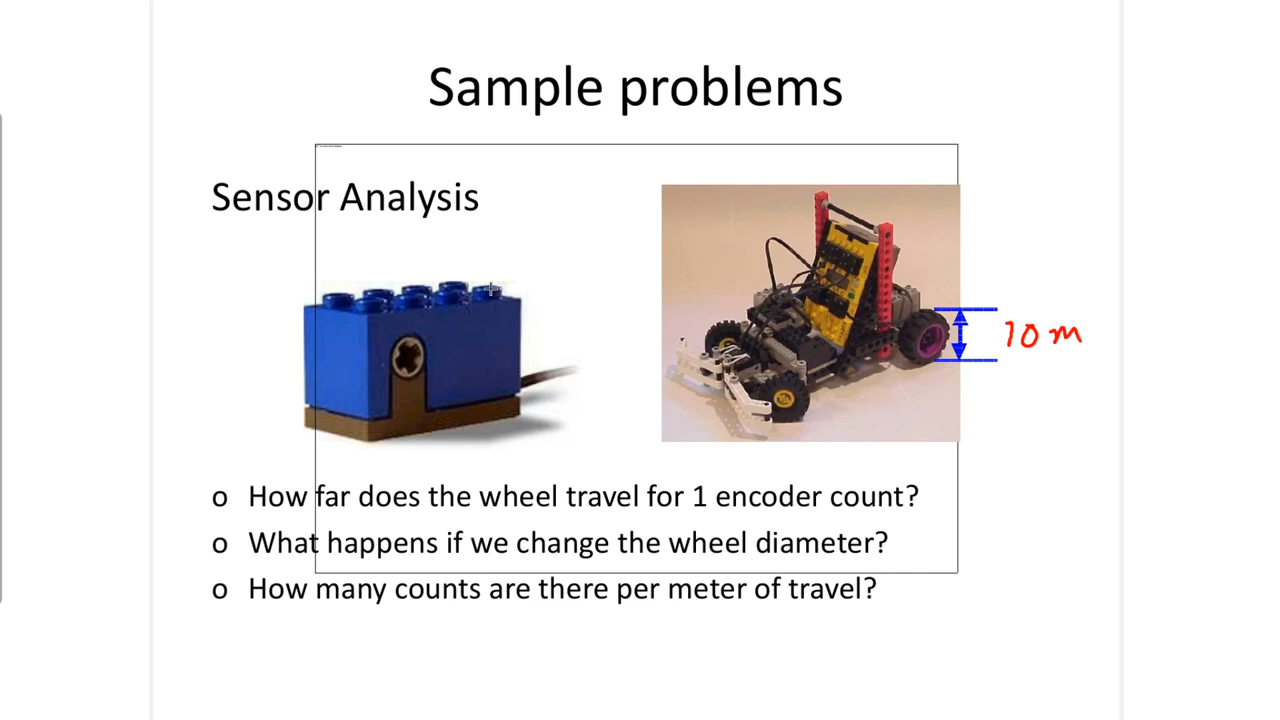 Sample problems
Sensor Analysis
10 m
o How far does the wheel travel for 1 encoder count?
o What happens if we change the wheel diameter?
o How many counts are there per meter of travel?